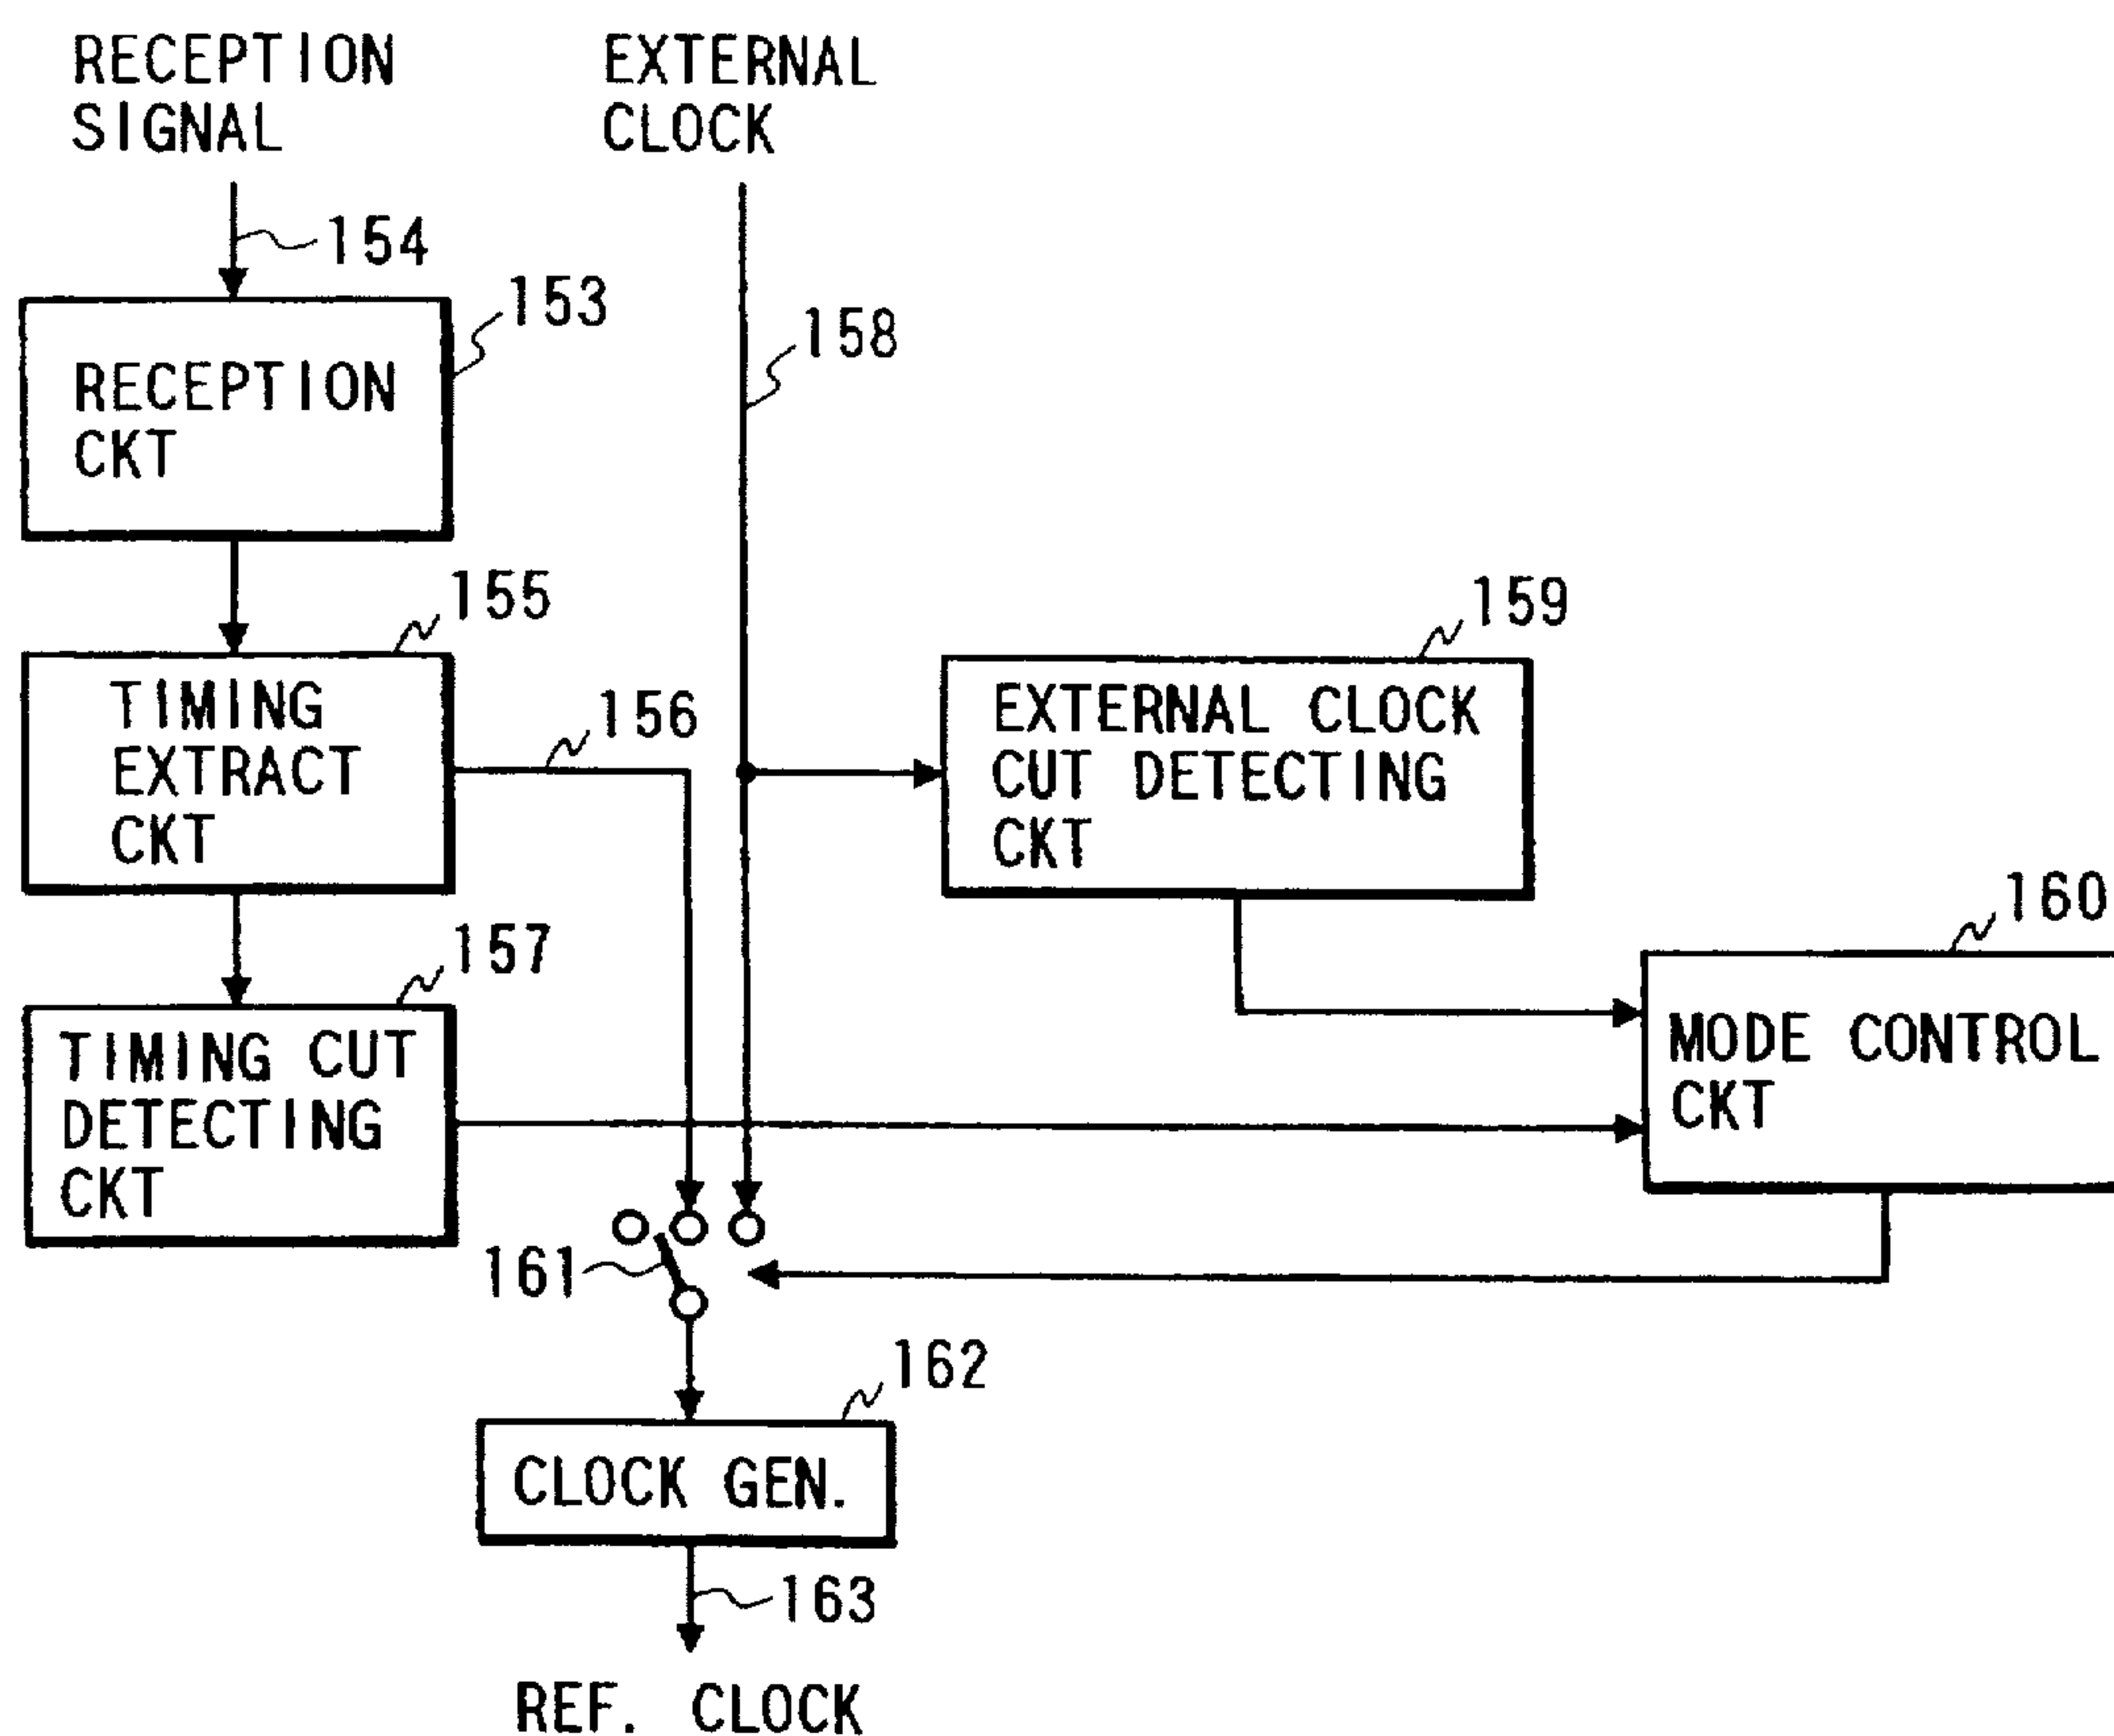 RECEPTION
SIGNAL
EXTERNAL
CLOCK
154
153
158
RECEPTION
CKT
155
159
156
TIMING
EXTRACT
CKT
EXTERNAL CLOCK
CUT DETECTING
CKT
160
157
MODE CONTROL
CKT
TIMING CUT
DETECTING
CKT
161
162
CLOCK GEN.
163
REF. CLOCK